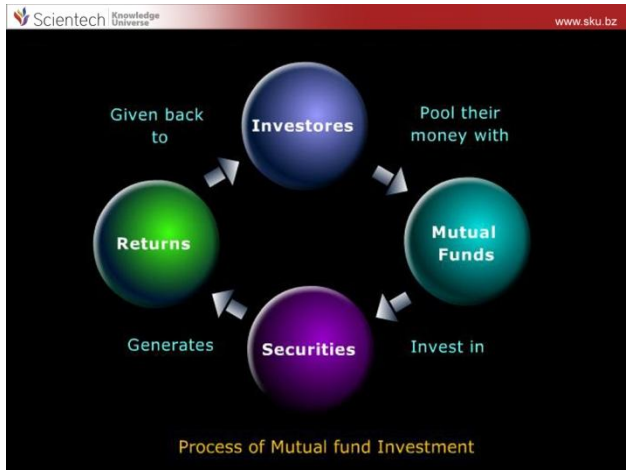 Scientech Knowledge Universe
www.sku.bz
Given back
to
Investores
Pool their
money with
Returns
Mutual
Funds
Generates
Securities
Invest in
Process of Mutual fund Investment